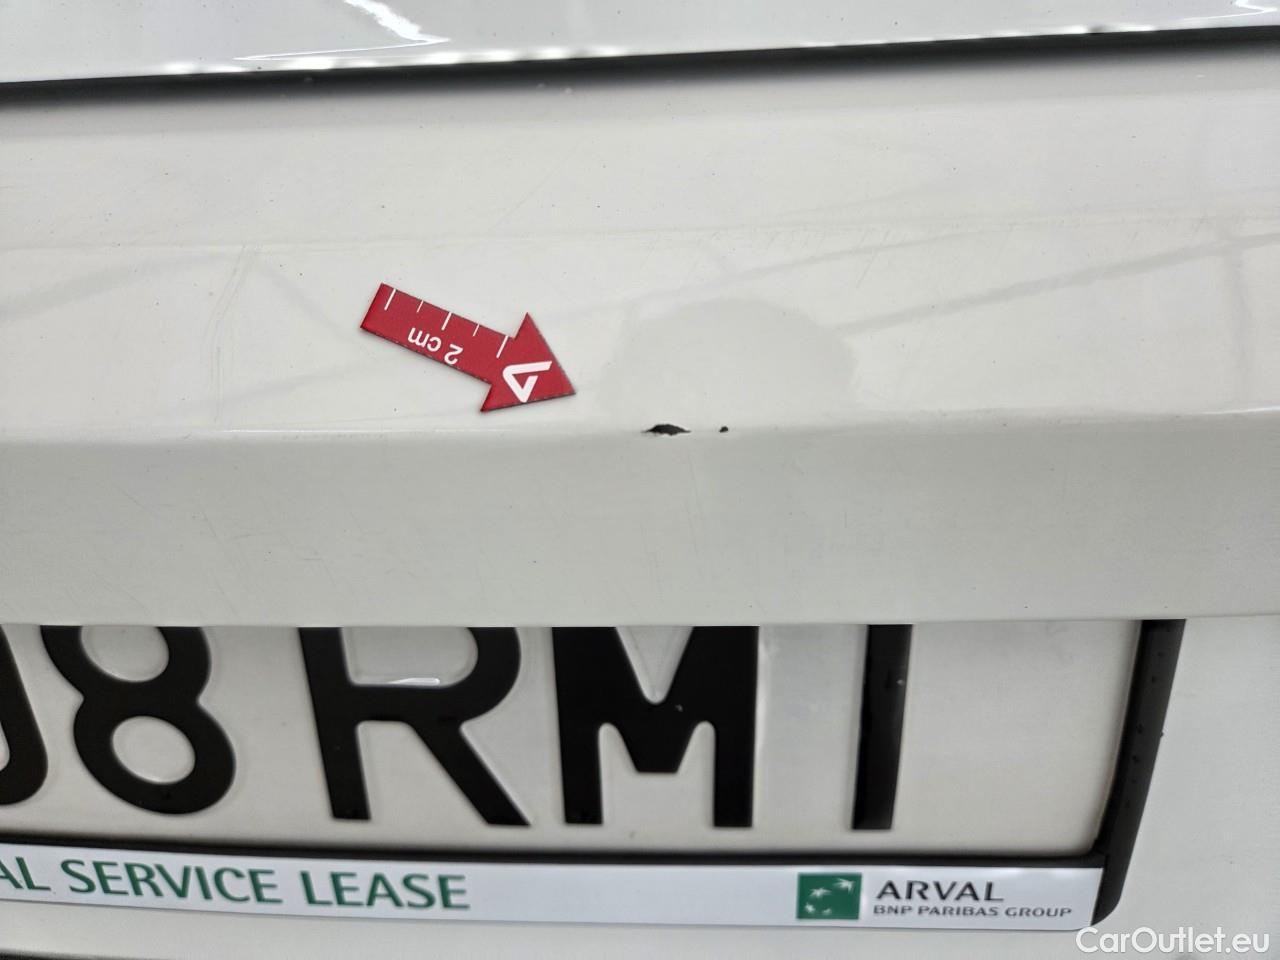 2 cm
08RMT
AL SERVICE LEASE
ARVAL
BNP PARIBAS GROUP
CarOutlet.eu